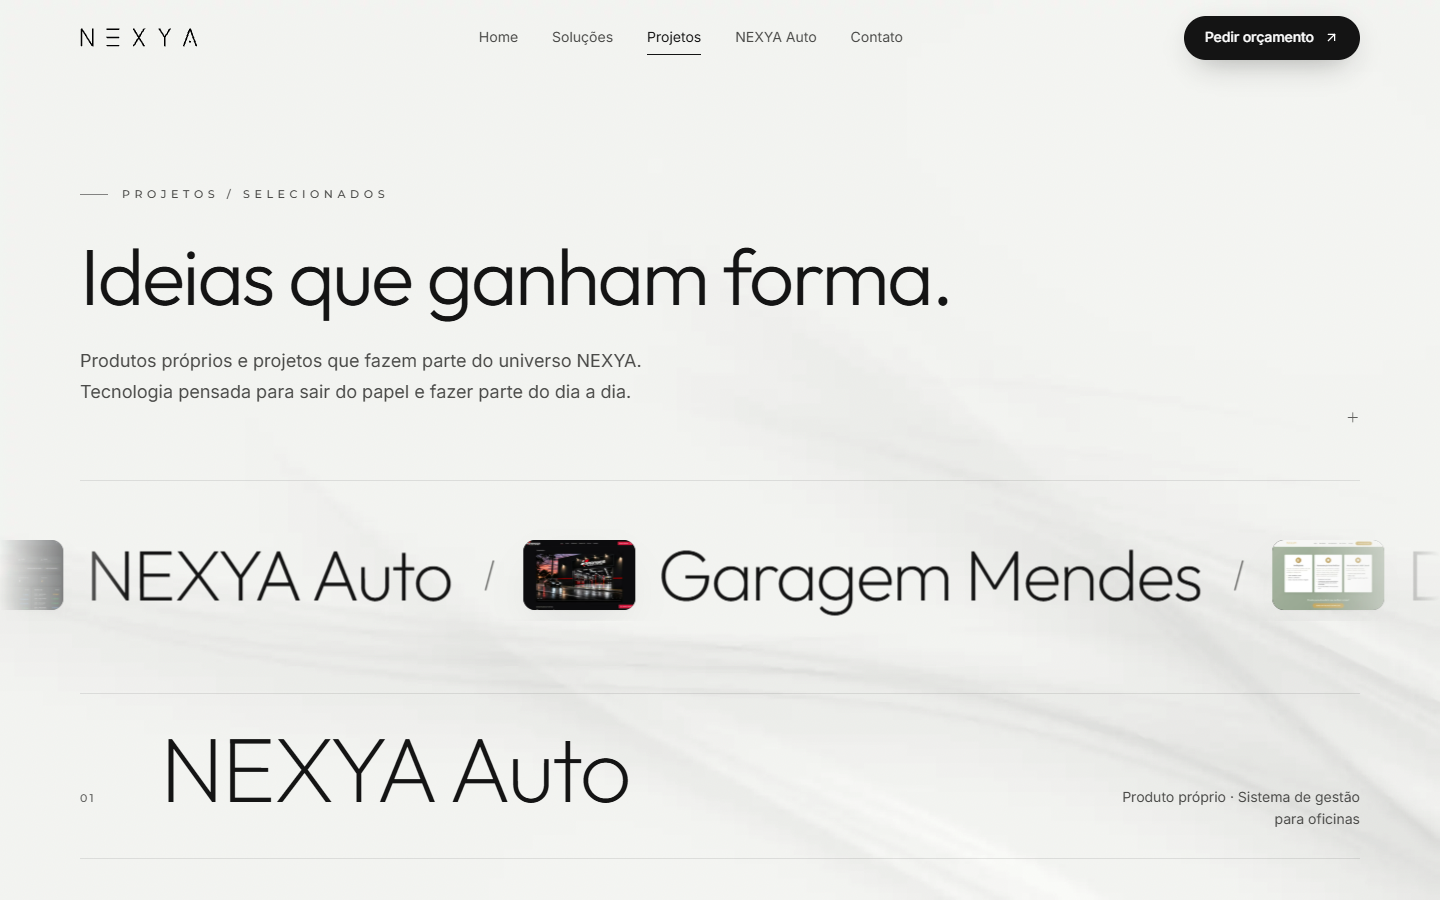 NEXYA
Home Soluções Projetos NEXYA Auto Contato
Pedir orçamento
PROJETOS / SELECIONADOS
Ideias que ganham forma.
Produtos próprios e projetos que fazem parte do universo NEXYA.
Tecnologia pensada para sair do papel e fazer parte do dia a dia.
+
NEXYA Auto / Garagem Mendes /
01
NEXYA Auto
Produto próprio · Sistema de gestão
para oficinas